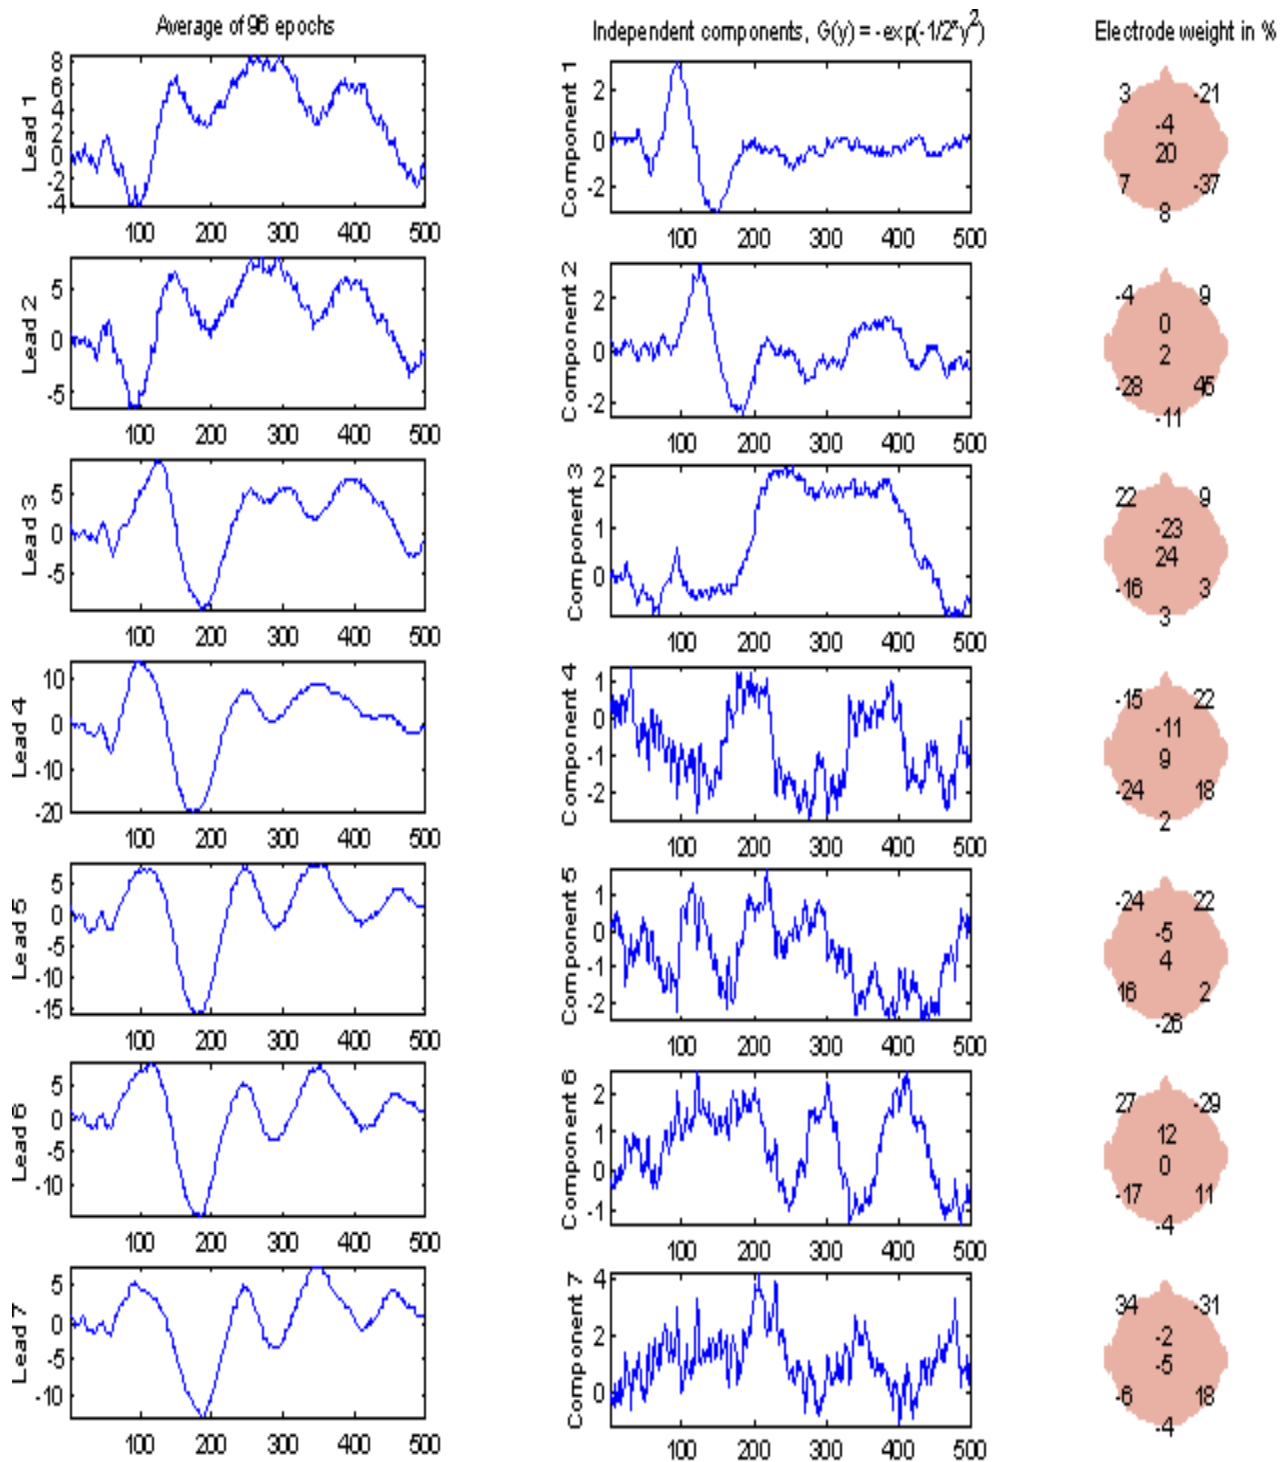 Average of 96 epochs
Independent components, G(y) = -exp(-1/2*y²)
Electrode weight in %
Lead 1
8
6
4
2
0
-2
-4
100 200 300 400 500
Component 1
2
0
-2
100 200 300 400 500
3 -21
-4
20
7 -37
8
Lead 2
5
0
-5
100 200 300 400 500
Component 2
2
0
-2
100 200 300 400 500
-4 9
0
2
-28 45
-11
Lead 3
5
0
-5
100 200 300 400 500
Component 3
2
1
0
100 200 300 400 500
22 9
-23
24
-16 3
3
Lead 4
10
0
-10
-20
100 200 300 400 500
Component 4
1
0
-1
-2
100 200 300 400 500
-15 22
-11
9
-24 18
2
Lead 5
5
0
-5
-10
-15
100 200 300 400 500
Component 5
1
0
-1
-2
100 200 300 400 500
-24 22
-5
4
16 2
-26
Lead 6
5
0
-5
-10
100 200 300 400 500
Component 6
2
1
0
-1
100 200 300 400 500
27 -29
12
0
-17 11
-4
Lead 7
5
0
-5
-10
100 200 300 400 500
Component 7
4
2
0
100 200 300 400 500
34 -31
-2
-5
-6 18
-4